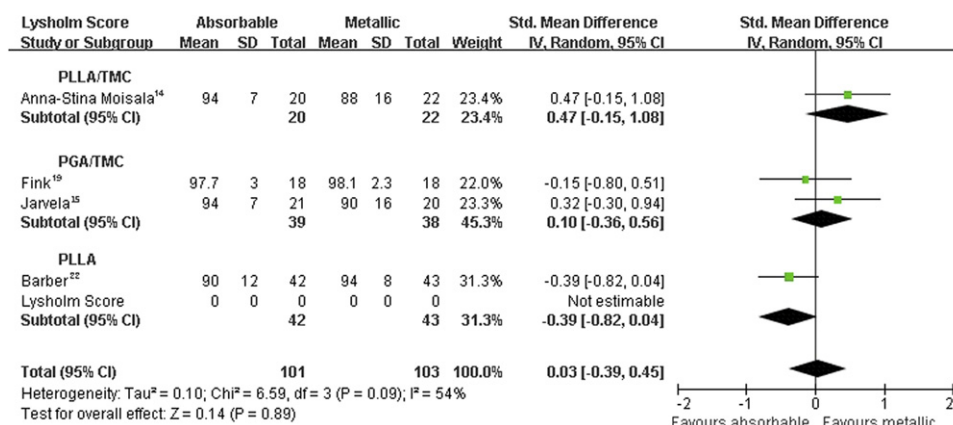 Lysholm Score Absorbable Metallic Std. Mean Difference Std. Mean Difference
Study or Subgroup Mean SD Total Mean SD Total Weight IV, Random, 95% CI IV, Random, 95% CI
PLLA/TMC
Anna-Stina Moisala¹⁴ 94 7 20 88 16 22 23.4% 0.47 [-0.15, 1.08]
Subtotal (95% CI) 20 22 23.4% 0.47 [-0.15, 1.08]
PGA/TMC
Fink¹⁹ 97.7 3 18 98.1 2.3 18 22.0% -0.15 [-0.80, 0.51]
Jarvela¹⁵ 94 7 21 90 16 20 23.3% 0.32 [-0.30, 0.94]
Subtotal (95% CI) 39 38 45.3% 0.10 [-0.36, 0.56]
PLLA
Barber²² 90 12 42 94 8 43 31.3% -0.39 [-0.82, 0.04]
Lysholm Score 0 0 0 0 0 0 Not estimable
Subtotal (95% CI) 42 43 31.3% -0.39 [-0.82, 0.04]
Total (95% CI) 101 103 100.0% 0.03 [-0.39, 0.45]
Heterogeneity: Tau² = 0.10; Chi² = 6.59, df = 3 (P = 0.09); I² = 54%
Test for overall effect: Z = 0.14 (P = 0.89)
-2 -1 0 1 2
Favours absorbable Favours metallic